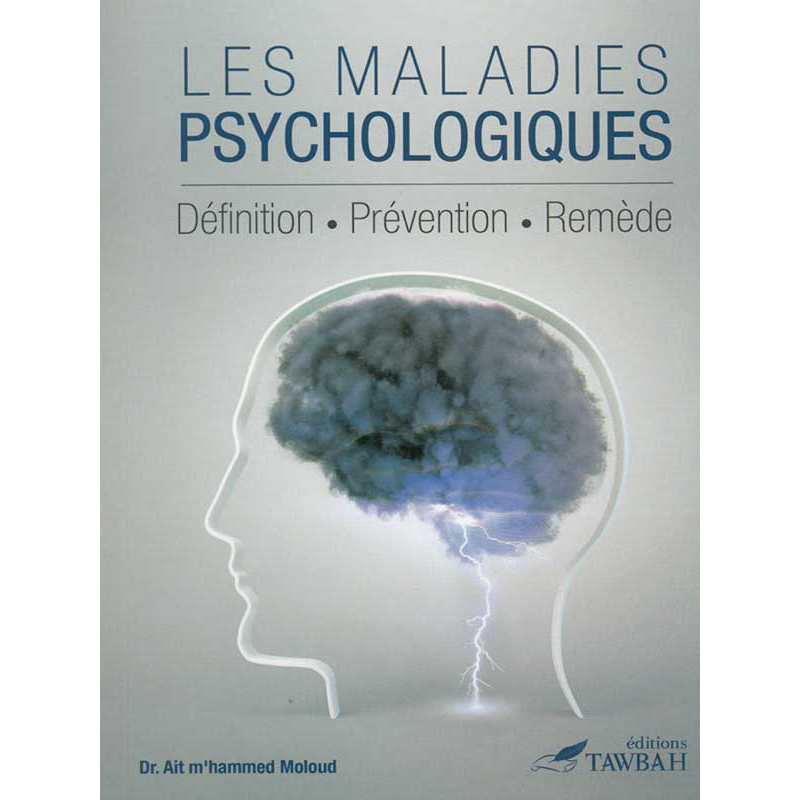 LES MALADIES
PSYCHOLOGIQUES
Définition • Prévention • Remède
Dr. Ait m'hammed Moloud
éditions
TAWBAH